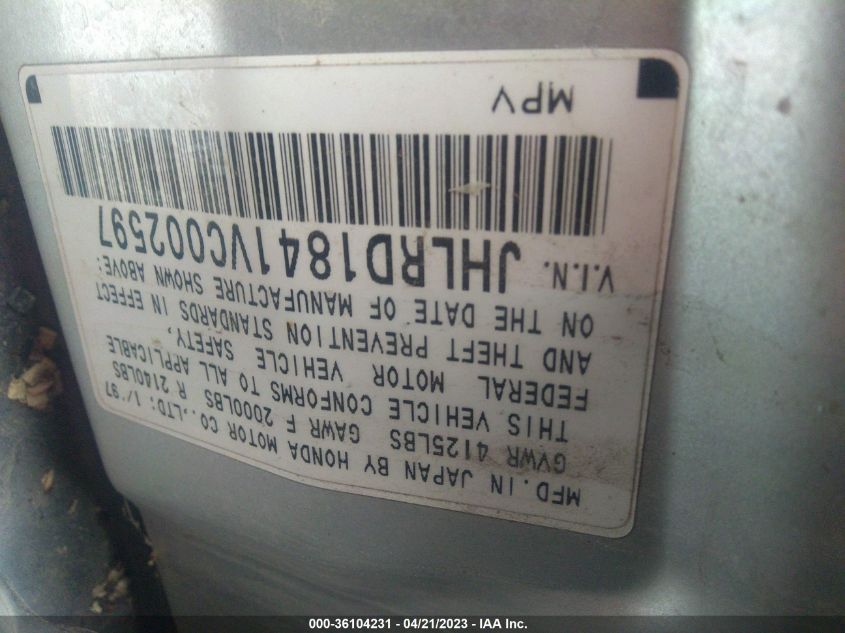 MFD. IN JAPAN BY HONDA MOTOR CO., LTD: 1/'97
GVWR 4125LBS GAWR F 2000LBS R 2140LBS
THIS VEHICLE CONFORMS TO ALL APPLICABLE
FEDERAL MOTOR VEHICLE SAFETY,
AND THEFT PREVENTION STANDARDS IN EFFECT
ON THE DATE OF MANUFACTURE SHOWN ABOVE:
V.I.N. JHLRD1841VC002597
MPV
000-36104231 - 04/21/2023 - IAA Inc.